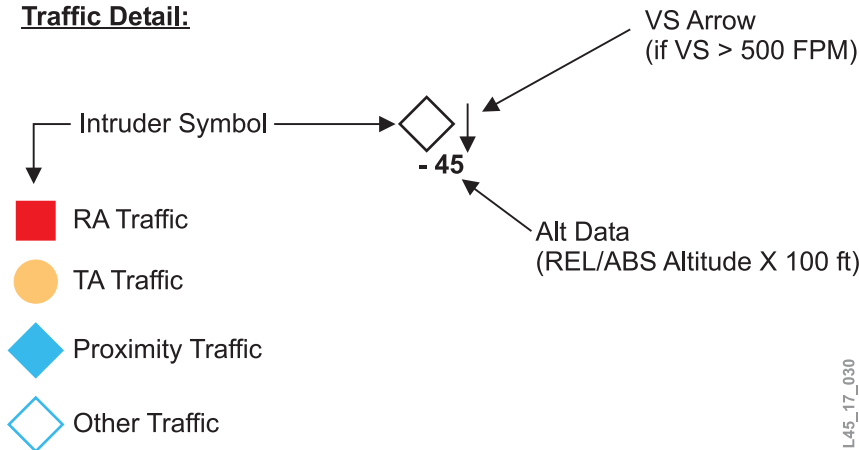 Traffic Detail:
VS Arrow
(if VS > 500 FPM)
Intruder Symbol
- 45
RA Traffic
Alt Data
(REL/ABS Altitude X 100 ft)
TA Traffic
Proximity Traffic
Other Traffic
L45_17_030